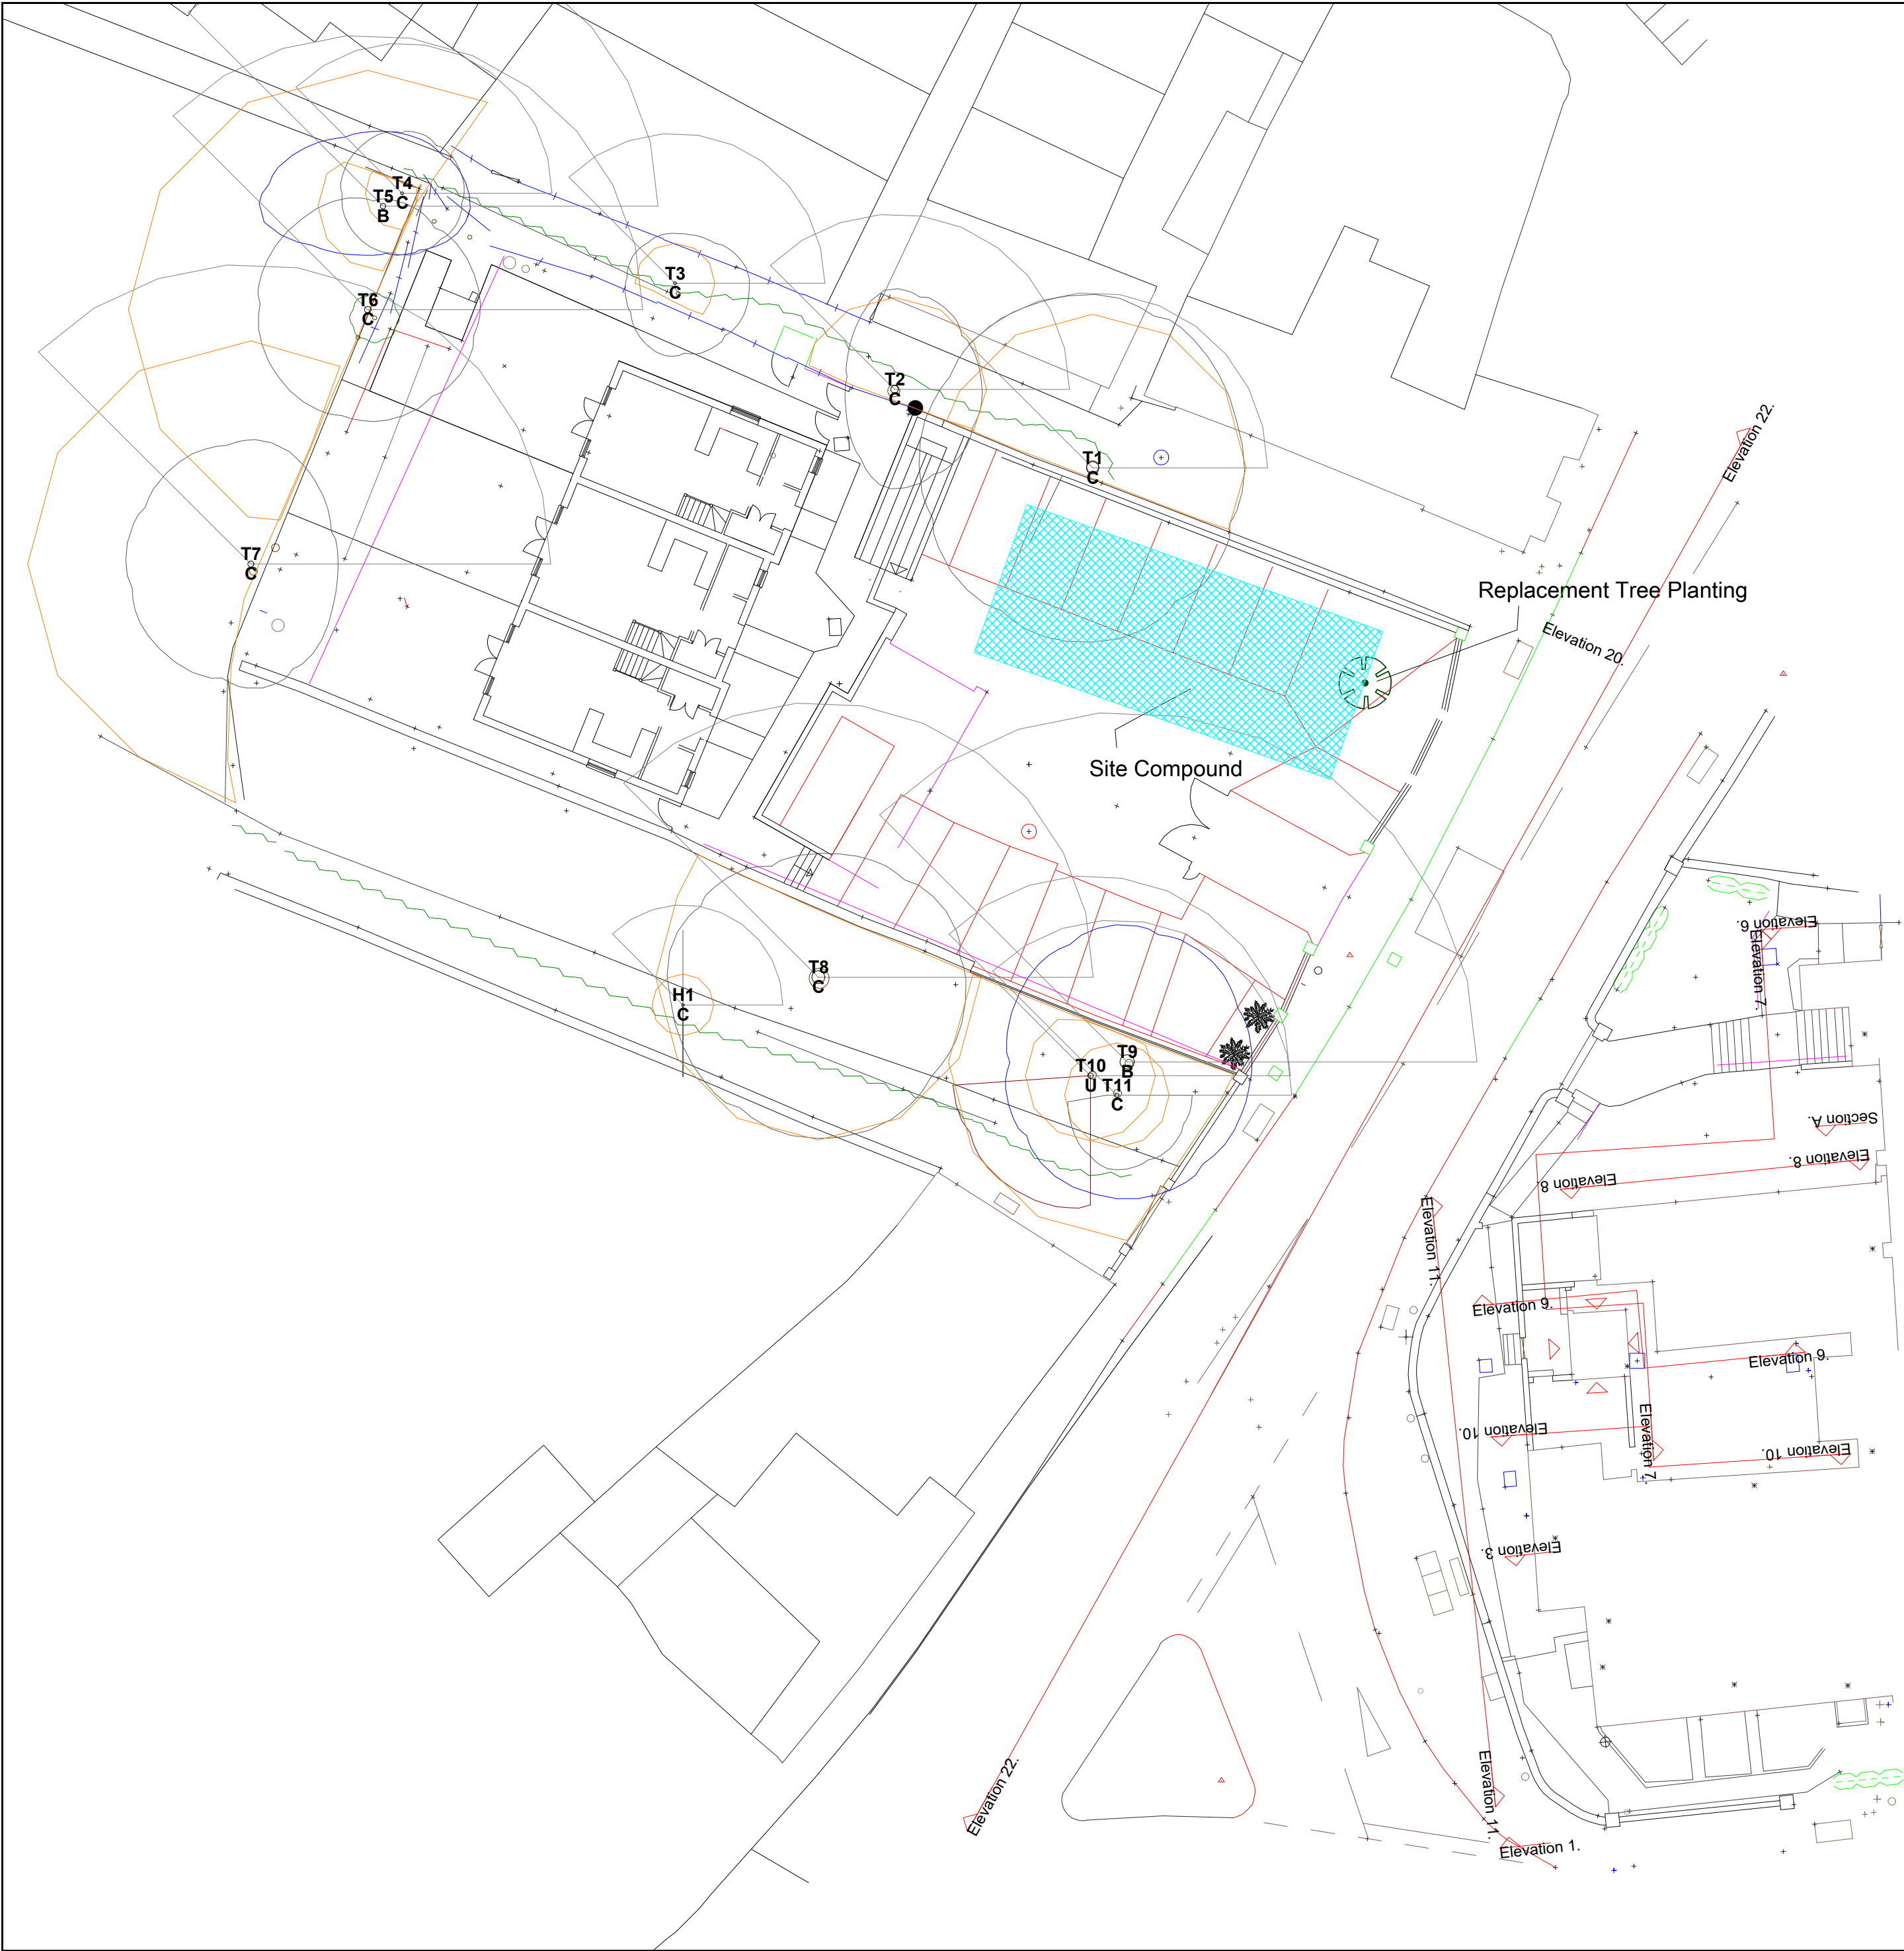 T4
C
T5
B
T3
C
T6
C
T2
C
T1
C
Elevation 22.
T7
C
Replacement Tree Planting
Elevation 20.
Site Compound
Elevation 6.
Elevation 7.
T8
C
H1
C
T9
B
T10
U
T11
C
Section A.
Elevation 8.
Elevation 8.
Elevation 11.
Elevation 9.
Elevation 9.
Elevation 10.
Elevation 7.
Elevation 10.
Elevation 3.
Elevation 22.
Elevation 11.
Elevation 1.